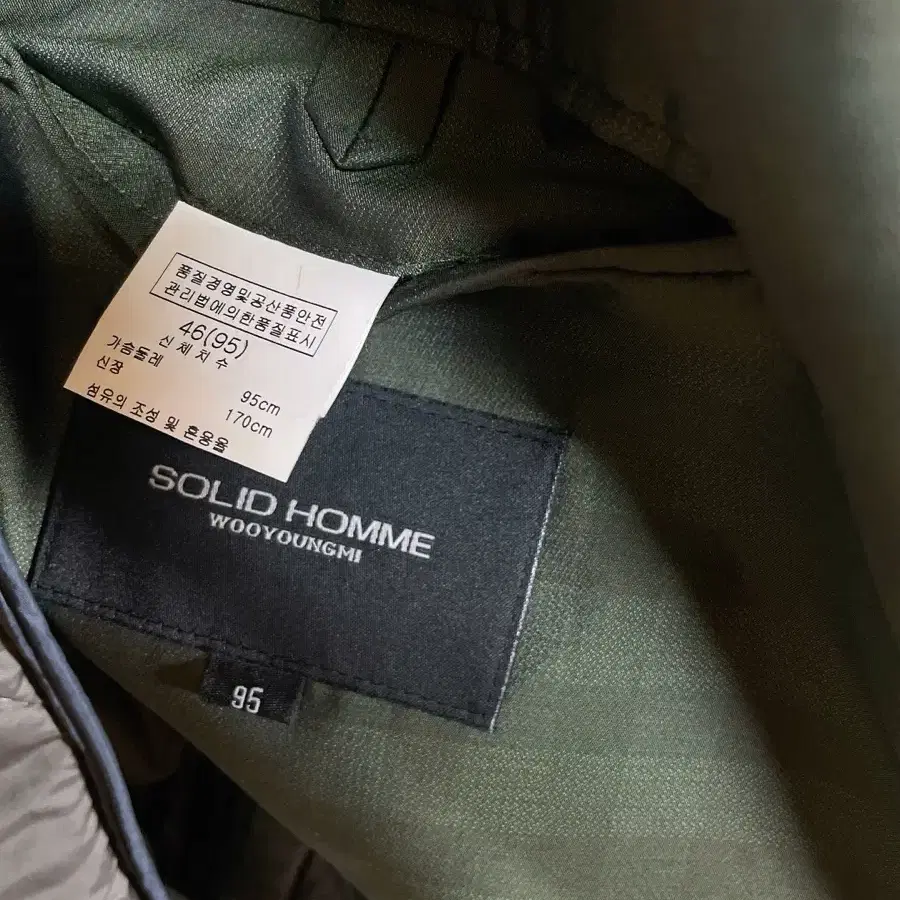 품질경영및공산품안전
관리법에의한품질표시
46(95)
신체치수
가슴둘레 95cm
신장 170cm
섬유의 조성 및 혼용율
SOLID HOMME
WOOYOUNGMI
95